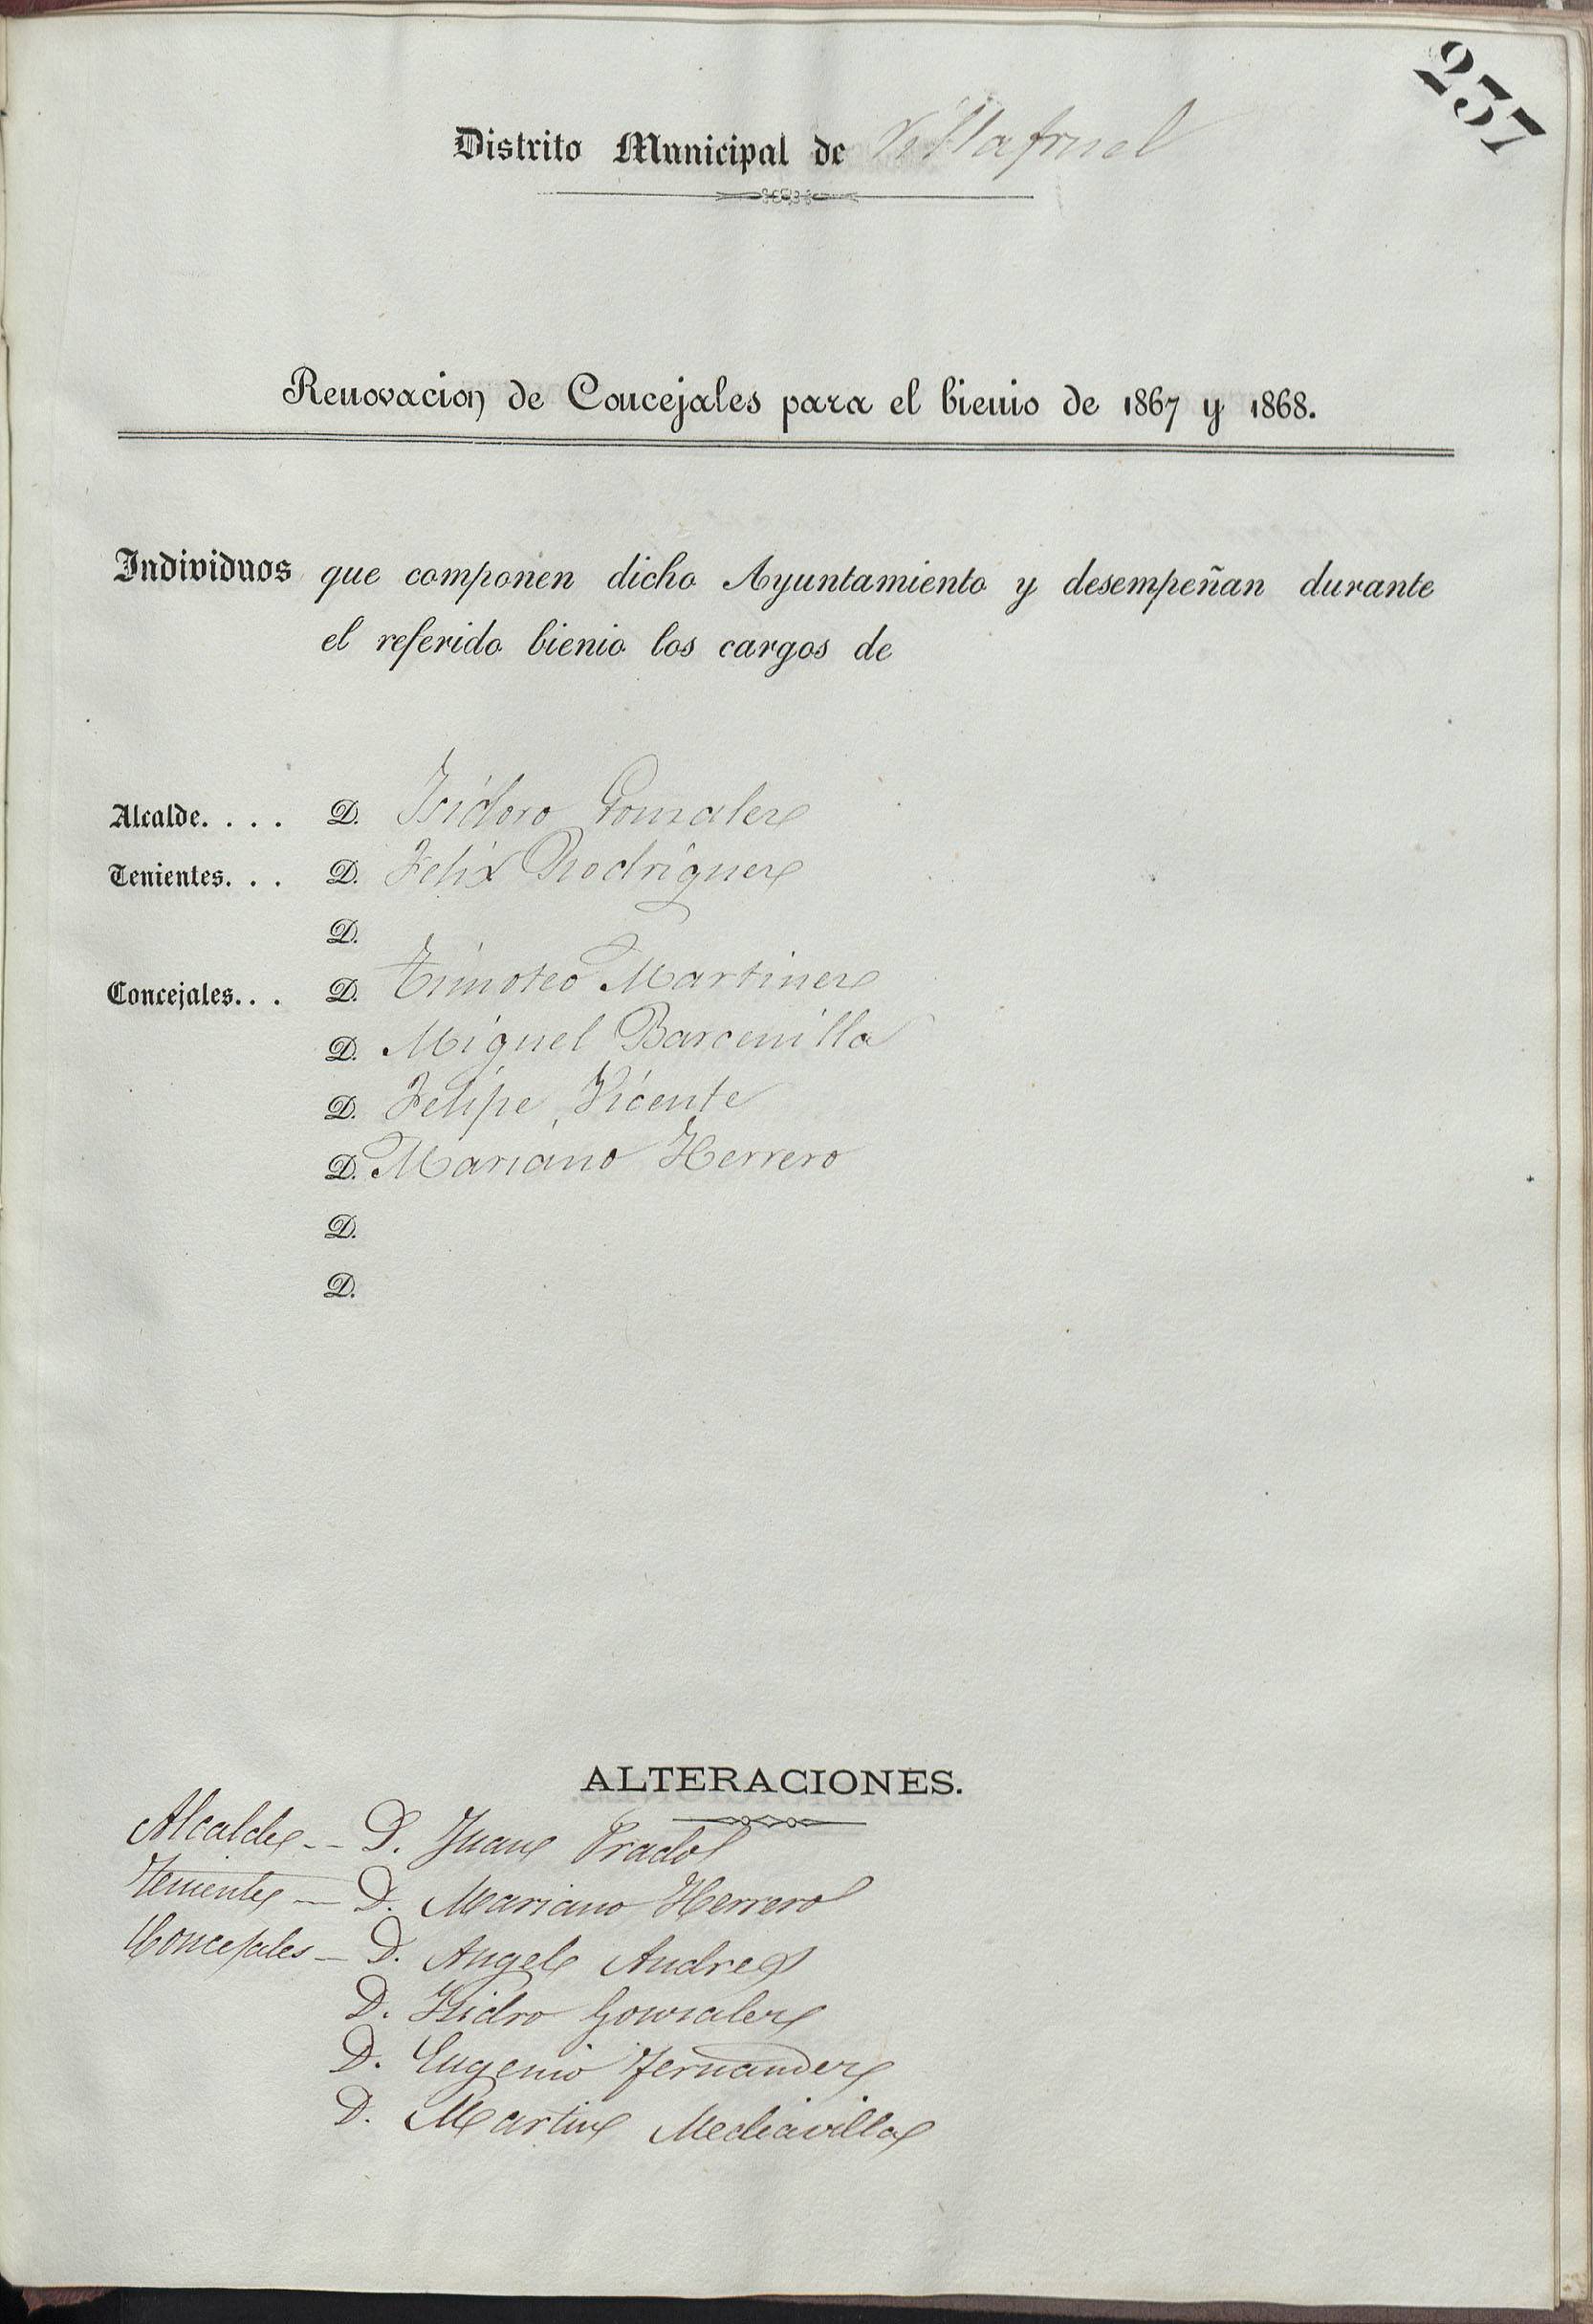 237
Distrito Municipal de Villafruel
Renovacion de Concejales para el bienio de 1867 y 1868.
Individuos que componen dicho Ayuntamiento y desempeñan durante
el referido bienio los cargos de
Alcalde. . . . D. Isidoro Gonzalez
Tenientes. . . D. Felix Rodriguez
D.
Concejales. . . D. Timoteo Martinez
D. Miguel Barcenilla
D. Felipe Vicente
D. Mariano Herrero
D.
D.
ALTERACIONES.
Alcalde -- D. Juan Prado
Teniente - D. Mariano Herrero
Concejales - D. Angel Andres
D. Isidro Gonzalez
D. Eugenio Fernandez
D. Martin Mediavilla